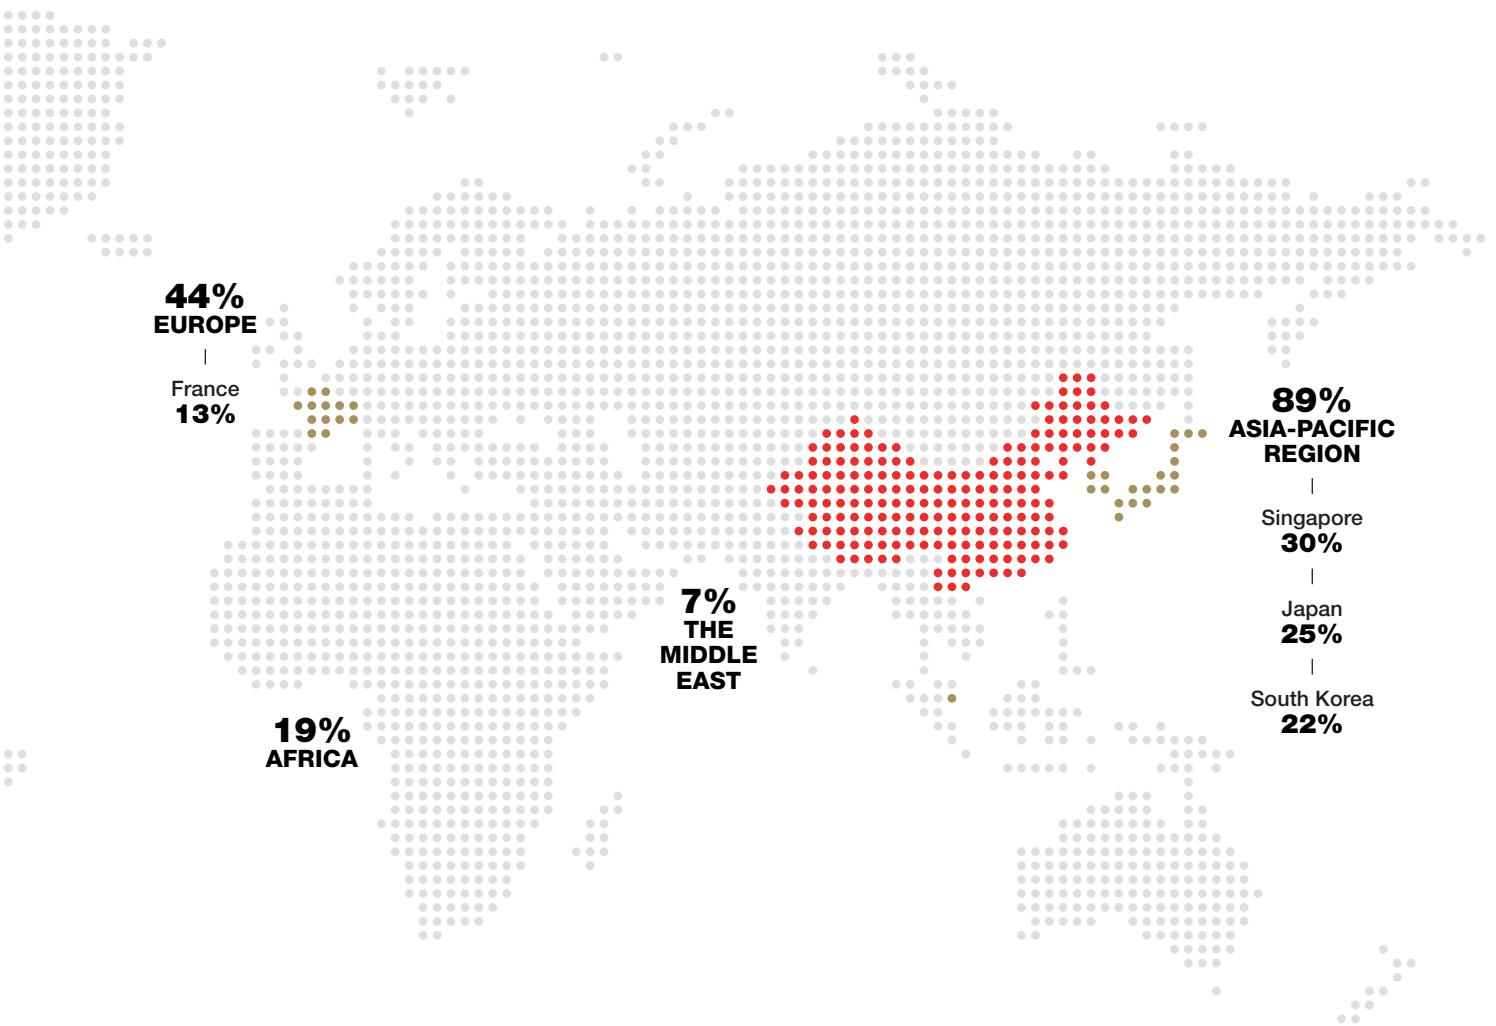 44%
EUROPE
France
13%
19%
AFRICA
7%
THE
MIDDLE
EAST
89%
ASIA-PACIFIC
REGION
Singapore
30%
Japan
25%
South Korea
22%